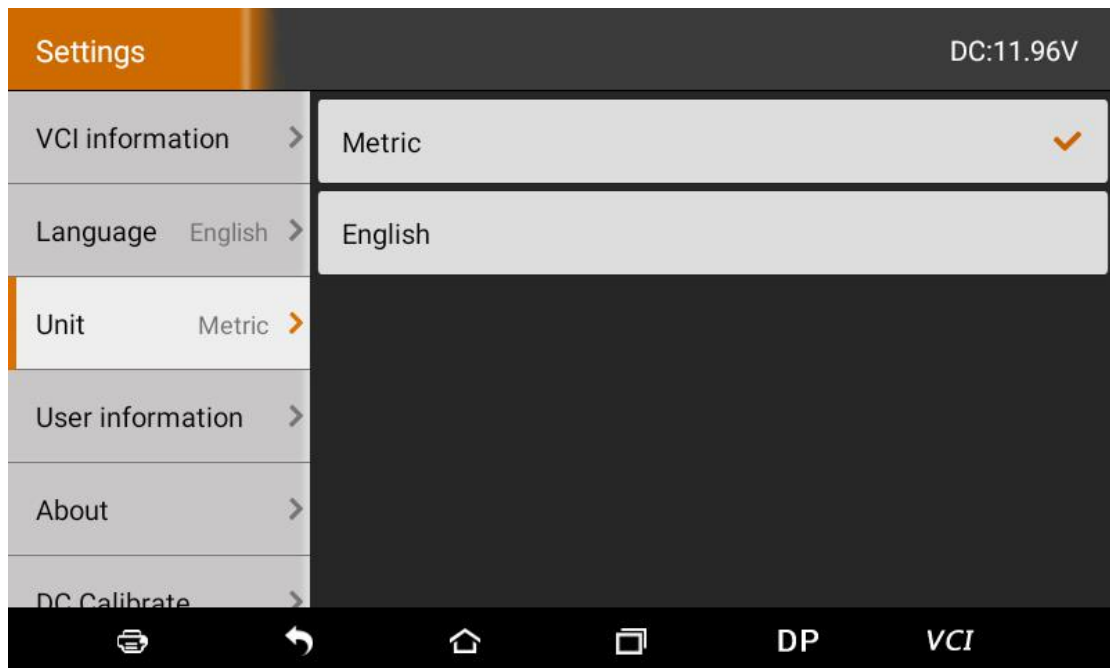 Settings
DC:11.96V
VCI information
Language English
Unit Metric
User information
About
DC Calibrate
Metric
English
DP VCI